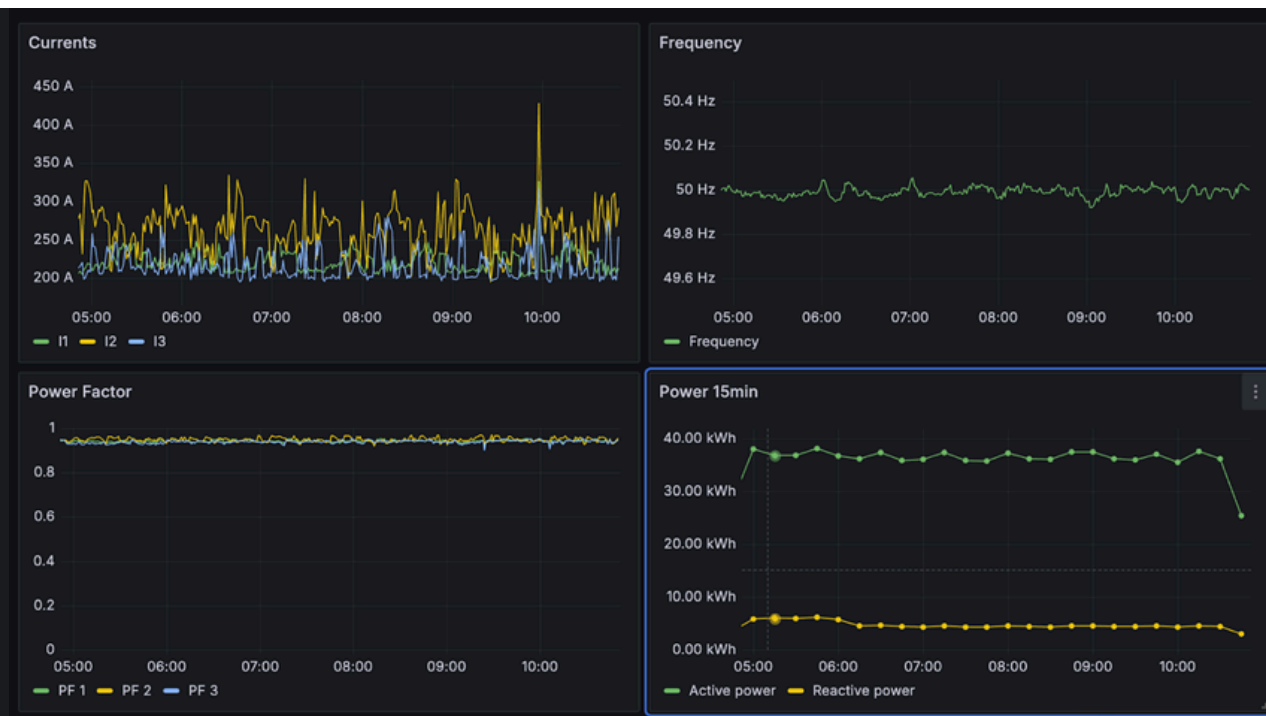 Currents
450 A
400 A
350 A
300 A
250 A
200 A
05:00 06:00 07:00 08:00 09:00 10:00
I1 I2 I3
Frequency
50.4 Hz
50.2 Hz
50 Hz
49.8 Hz
49.6 Hz
05:00 06:00 07:00 08:00 09:00 10:00
Frequency
Power Factor
1
0.8
0.6
0.4
0.2
0
05:00 06:00 07:00 08:00 09:00 10:00
PF 1 PF 2 PF 3
Power 15min
40.00 kWh
30.00 kWh
20.00 kWh
10.00 kWh
0.00 kWh
05:00 06:00 07:00 08:00 09:00 10:00
Active power Reactive power